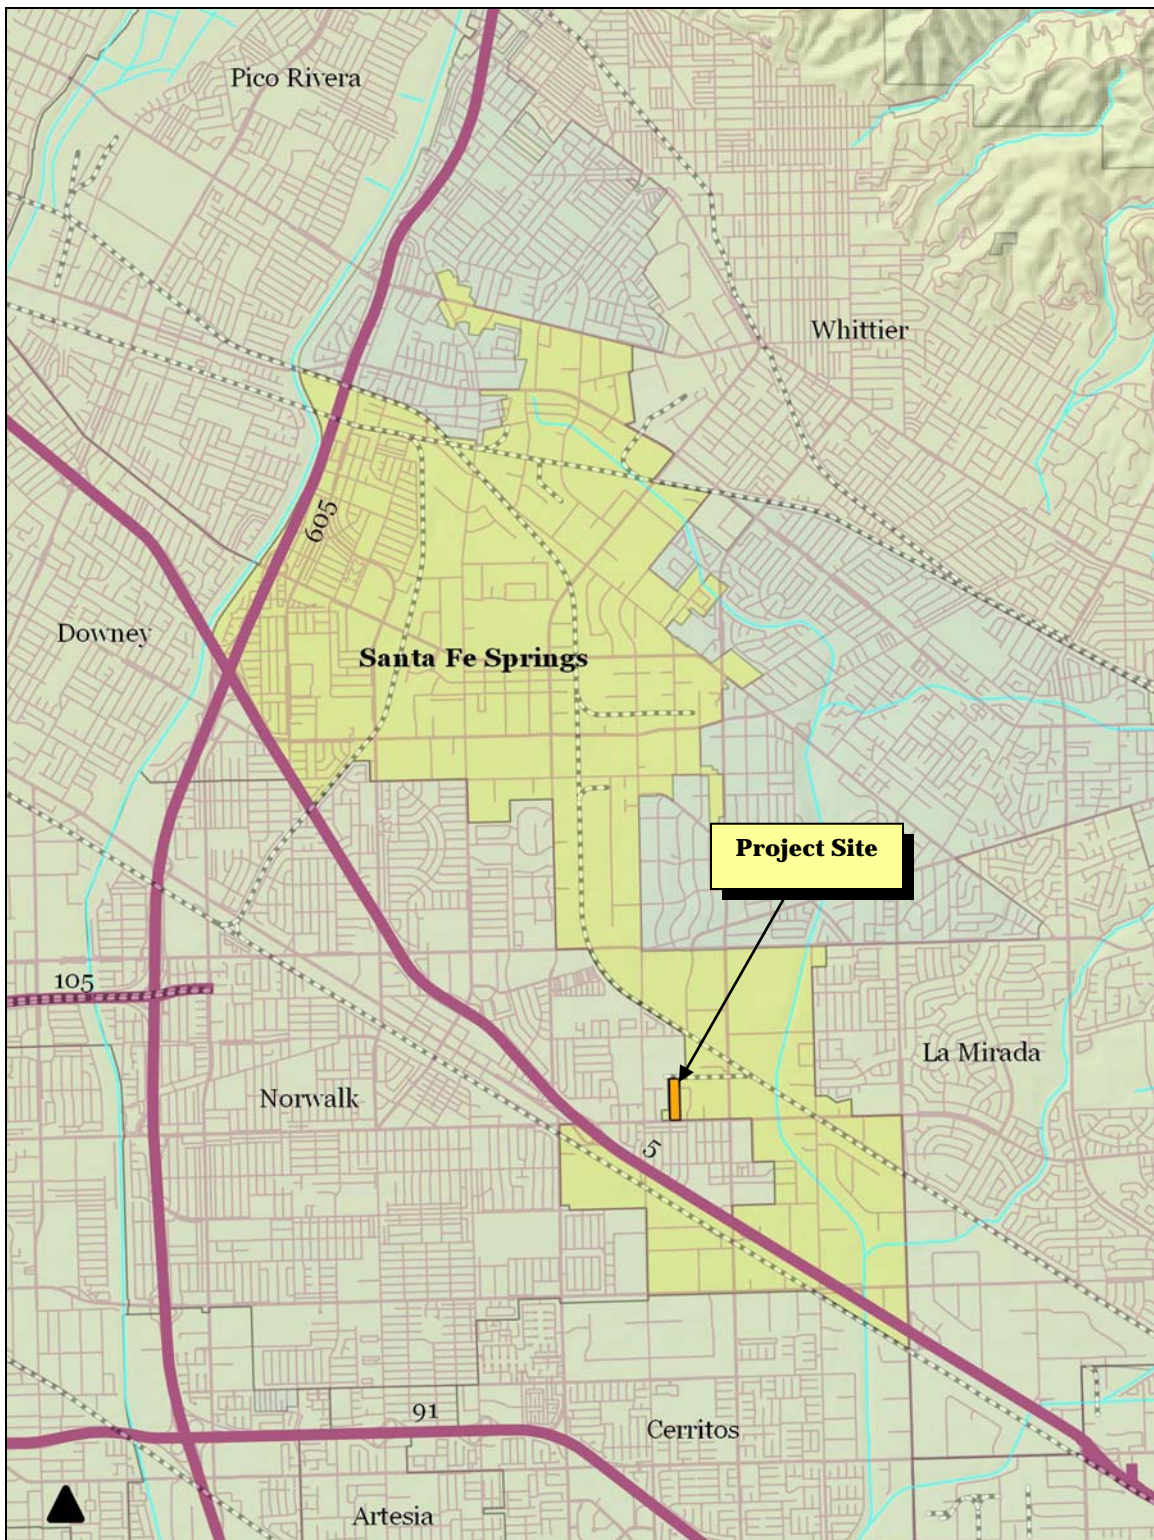 Pico Rivera
Whittier
605
Downey
Santa Fe Springs
Project Site
105
La Mirada
Norwalk
5
91
Cerritos
Artesia